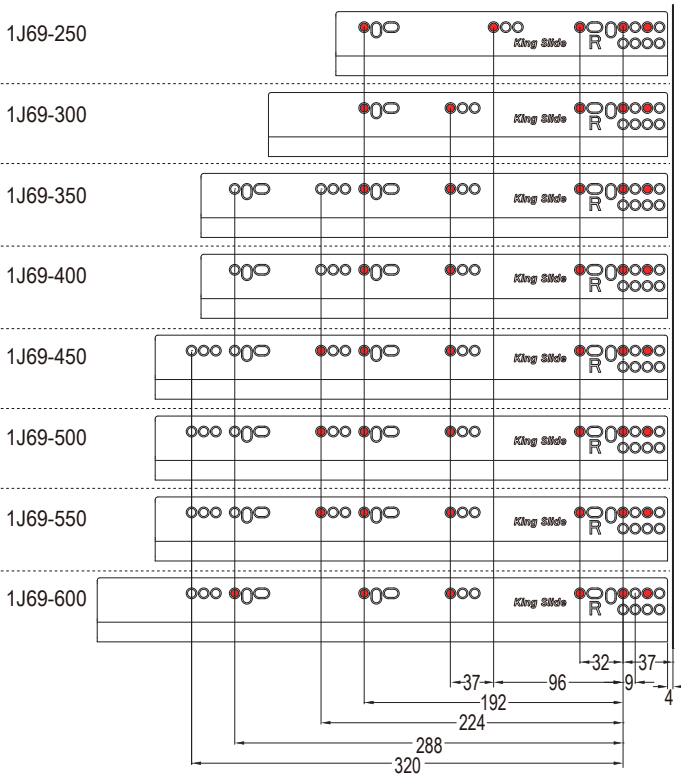 1J69-250
King Slide
R
1J69-300
King Slide
R
1J69-350
King Slide
R
1J69-400
King Slide
R
1J69-450
King Slide
R
1J69-500
King Slide
R
1J69-550
King Slide
R
1J69-600
King Slide
R
32 37
37 96 9 4
192
224
288
320